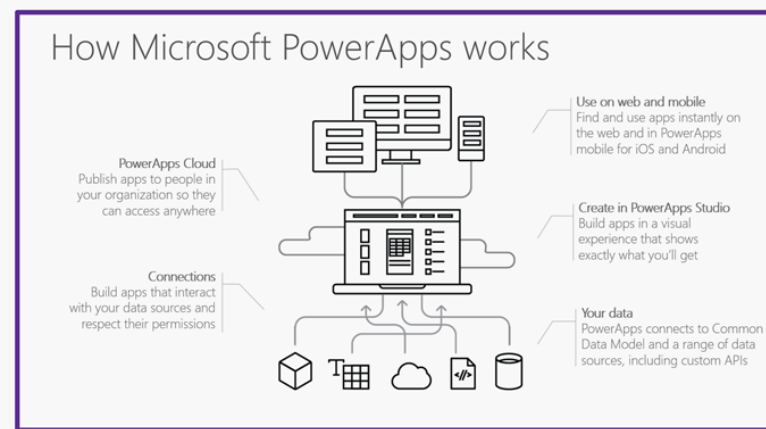 How Microsoft PowerApps works
Use on web and mobile
Find and use apps instantly on
the web and in PowerApps
mobile for iOS and Android
PowerApps Cloud
Publish apps to people in
your organization so they
can access anywhere
Create in PowerApps Studio
Build apps in a visual
experience that shows
exactly what you'll get
Connections
Build apps that interact
with your data sources and
respect their permissions
Your data
PowerApps connects to Common
Data Model and a range of data
sources, including custom APIs
T
</>